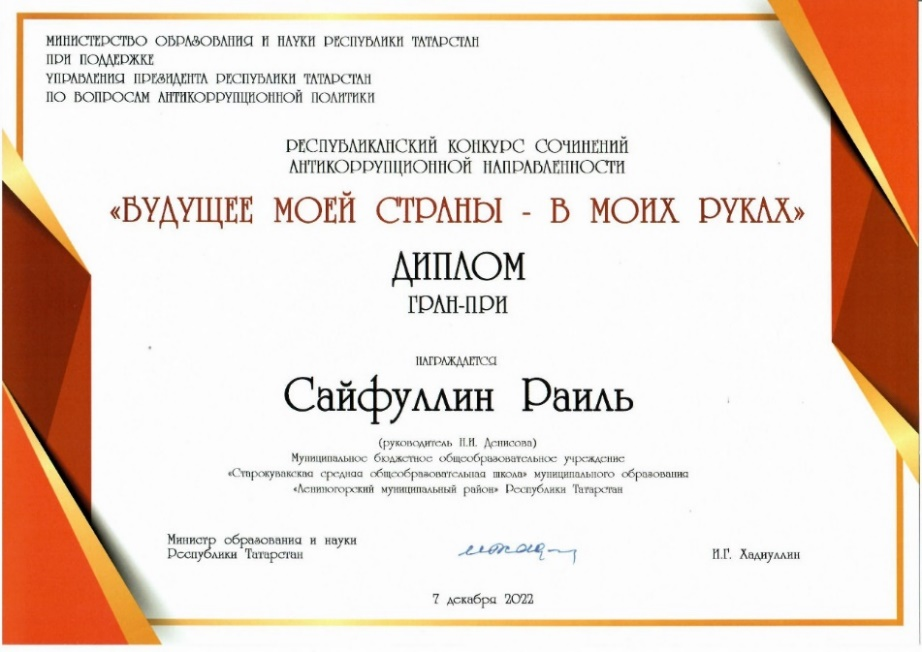 МИНИСТЕРСТВО ОБРАЗОВАНИЯ И НАУКИ РЕСПУБЛИКИ ТАТАРСТАН
ПРИ ПОДДЕРЖКЕ
УПРАВЛЕНИЯ ПРЕЗИДЕНТА РЕСПУБЛИКИ ТАТАРСТАН
ПО ВОПРОСАМ АНТИКОРРУПЦИОННОЙ ПОЛИТИКИ
РЕСПУБЛИКАНСКИЙ КОНКУРС СОЧИНЕНИЙ
АНТИКОРРУПЦИОННОЙ НАПРАВЛЕННОСТИ
«БУДУЩЕЕ МОЕЙ СТРАНЫ - В МОИХ РУКАХ»
ДИПЛОМ
ГРАН-ПРИ
НАГРАЖДАЕТСЯ
Сайфуллин Раиль
(руководитель Н.И. Денисова)
Муниципальное бюджетное общеобразовательное учреждение
«Старокувакская средняя общеобразовательная школа» муниципального образования
«Лениногорский муниципальный район» Республики Татарстан
Министр образования и науки
Республики Татарстан
И.Г. Хадиуллин
7 декабря 2022